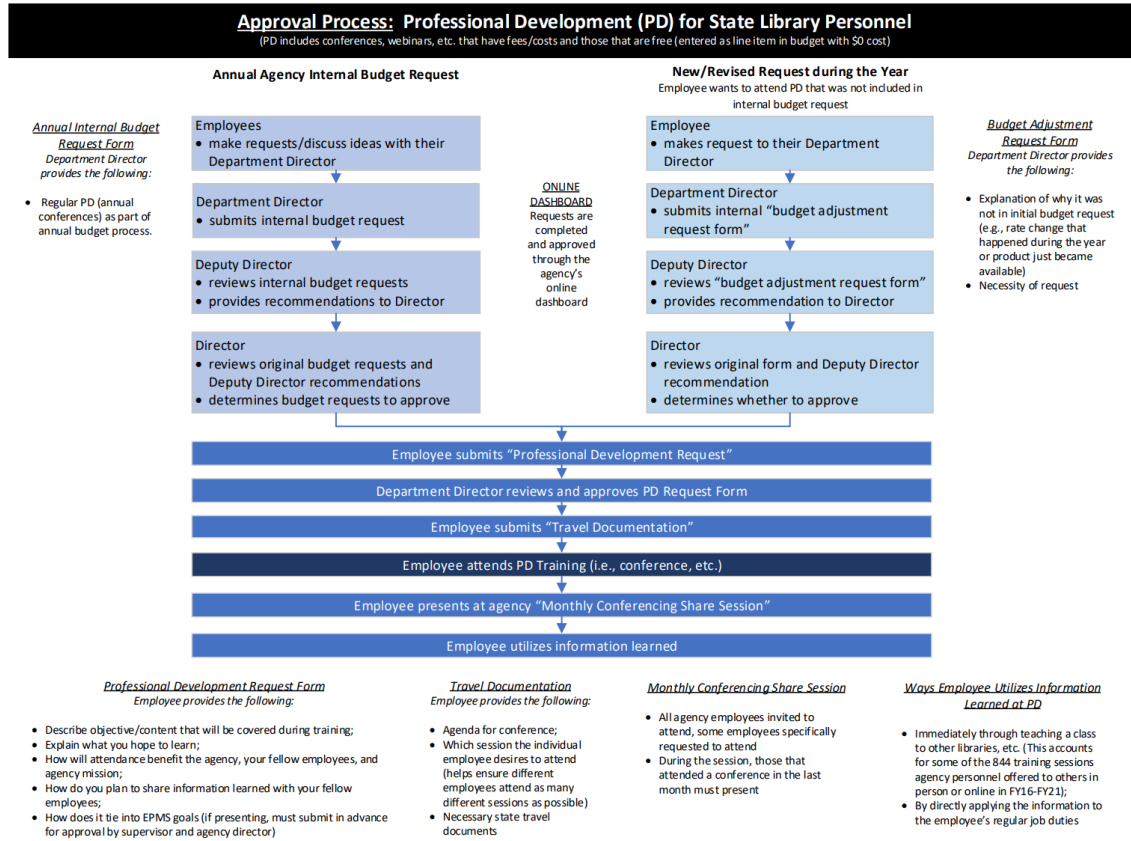 Approval Process: Professional Development (PD) for State Library Personnel
(PD includes conferences, webinars, etc. that have fees/costs and those that are free (entered as line item in budget with $0 cost)
Annual Agency Internal Budget Request
New/Revised Request during the Year
Employee wants to attend PD that was not included in
internal budget request
Annual Internal Budget
Request Form
Department Director
provides the following:
• Regular PD (annual
conferences) as part of
annual budget process.
Employees
• make requests/discuss ideas with their
Department Director
Department Director
• submits internal budget request
Deputy Director
• reviews internal budget requests
• provides recommendations to Director
Director
• reviews original budget requests and
Deputy Director recommendations
• determines budget requests to approve
ONLINE
DASHBOARD
Requests are
completed
and approved
through the
agency's
online
dashboard
Employee
• makes request to their Department
Director
Department Director
• submits internal “budget adjustment
request form”
Deputy Director
• reviews “budget adjustment request form”
• provides recommendation to Director
Director
• reviews original form and Deputy Director
recommendation
• determines whether to approve
Budget Adjustment
Request Form
Department Director provides
the following:
• Explanation of why it was
not in initial budget request
(e.g., rate change that
happened during the year
or product just became
available)
• Necessity of request
Employee submits “Professional Development Request”
Department Director reviews and approves PD Request Form
Employee submits “Travel Documentation”
Employee attends PD Training (i.e., conference, etc.)
Employee presents at agency “Monthly Conferencing Share Session”
Employee utilizes information learned
Professional Development Request Form
Employee provides the following:
• Describe objective/content that will be covered during training;
• Explain what you hope to learn;
• How will attendance benefit the agency, your fellow employees, and
agency mission;
• How do you plan to share information learned with your fellow
employees;
• How does it tie into EPMS goals (if presenting, must submit in advance
for approval by supervisor and agency director)
Travel Documentation
Employee provides the following:
• Agenda for conference;
• Which session the individual
employee desires to attend
(helps ensure different
employees attend as many
different sessions as possible)
• Necessary state travel
documents
Monthly Conferencing Share Session
• All agency employees invited to
attend, some employees specifically
requested to attend
• During the session, those that
attended a conference in the last
month must present
Ways Employee Utilizes Information
Learned at PD
• Immediately through teaching a class
to other libraries, etc. (This accounts
for some of the 844 training sessions
agency personnel offered to others in
person or online in FY16-FY21);
• By directly applying the information to
the employee's regular job duties